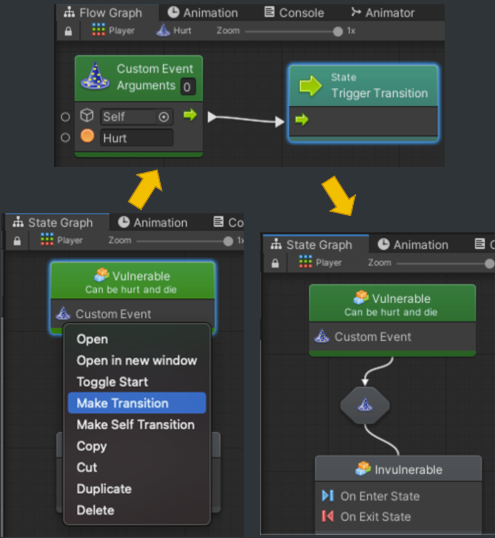 Flow Graph
Animation
Console
Animator
Player
Hurt
Zoom
1x
Custom Event
Arguments 0
Self
Hurt
State
Trigger Transition
State Graph
Animation
Co
Player
Zoom
1x
Vulnerable
Can be hurt and die
Custom Event
Open
Open in new window
Toggle Start
Make Transition
Make Self Transition
Copy
Cut
Duplicate
Delete
State Graph
Animation
C
Player
Zoom
Vulnerable
Can be hurt and die
Custom Event
Invulnerable
On Enter State
On Exit State